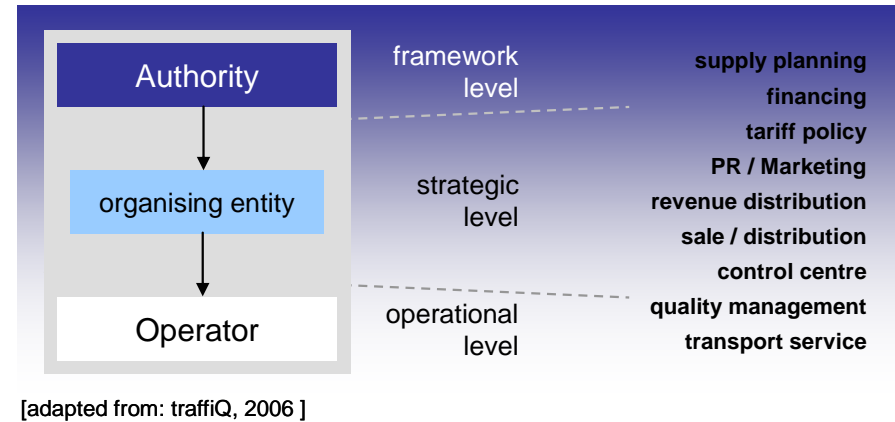 Authority
organising entity
Operator
framework
level
strategic
level
operational
level
supply planning
financing
tariff policy
PR / Marketing
revenue distribution
sale / distribution
control centre
quality management
transport service
[adapted from: traffiQ, 2006 ]